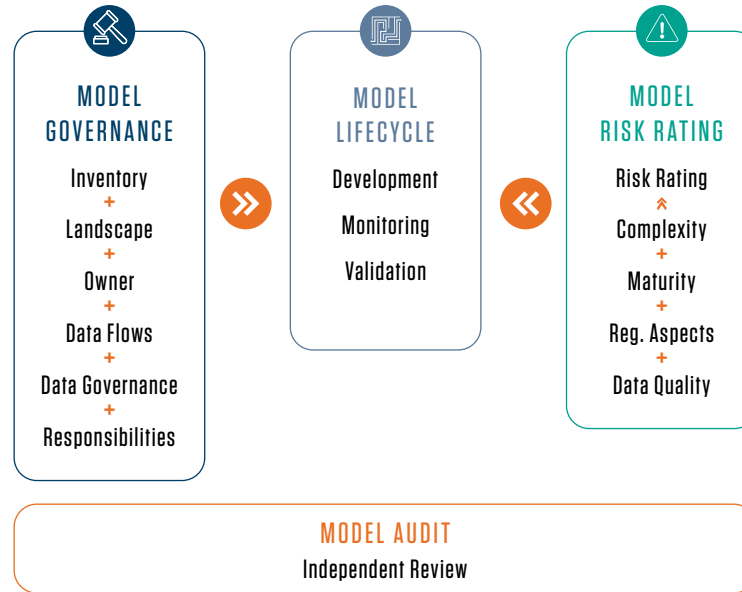 MODEL
GOVERNANCE
Inventory
+
Landscape
+
Owner
+
Data Flows
+
Data Governance
+
Responsibilities
MODEL
LIFECYCLE
Development
Monitoring
Validation
MODEL
RISK RATING
Risk Rating
Complexity
+
Maturity
+
Reg. Aspects
+
Data Quality
MODEL AUDIT
Independent Review